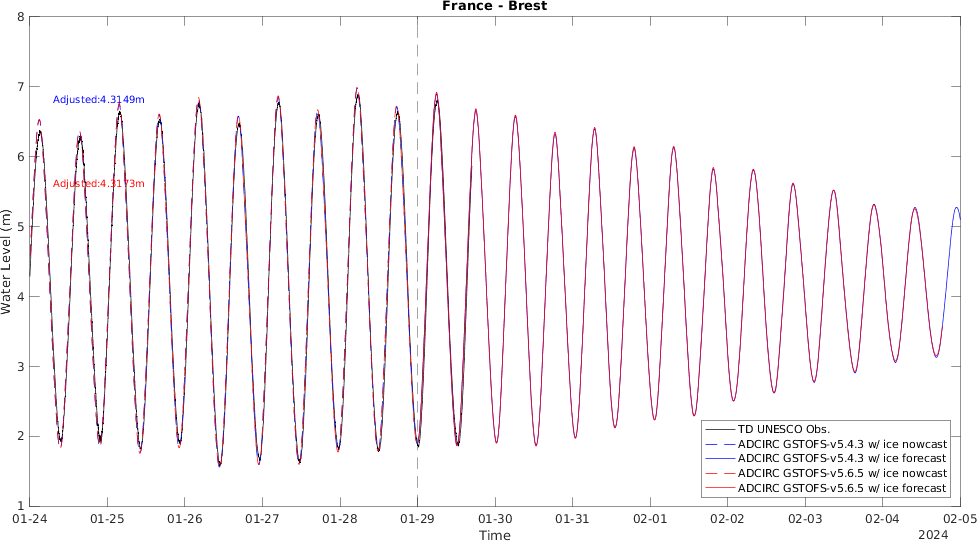 France - Brest
8
7
6
5
4
3
2
1
Water Level (m)
Adjusted:4.3149m
Adjusted:4.3173m
TD UNESCO Obs.
ADCIRC GSTOFS-v5.4.3 w/ ice nowcast
ADCIRC GSTOFS-v5.4.3 w/ ice forecast
ADCIRC GSTOFS-v5.6.5 w/ ice nowcast
ADCIRC GSTOFS-v5.6.5 w/ ice forecast
01-24 01-25 01-26 01-27 01-28 01-29 01-30 01-31 02-01 02-02 02-03 02-04 02-05
Time
2024